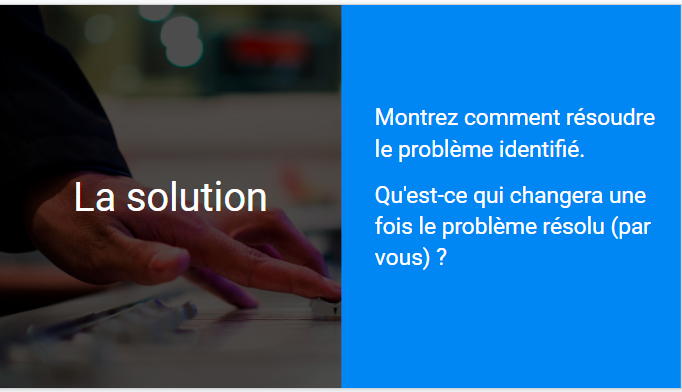 La solution
Montrez comment résoudre
le problème identifié.
Qu'est-ce qui changera une
fois le problème résolu (par
vous) ?